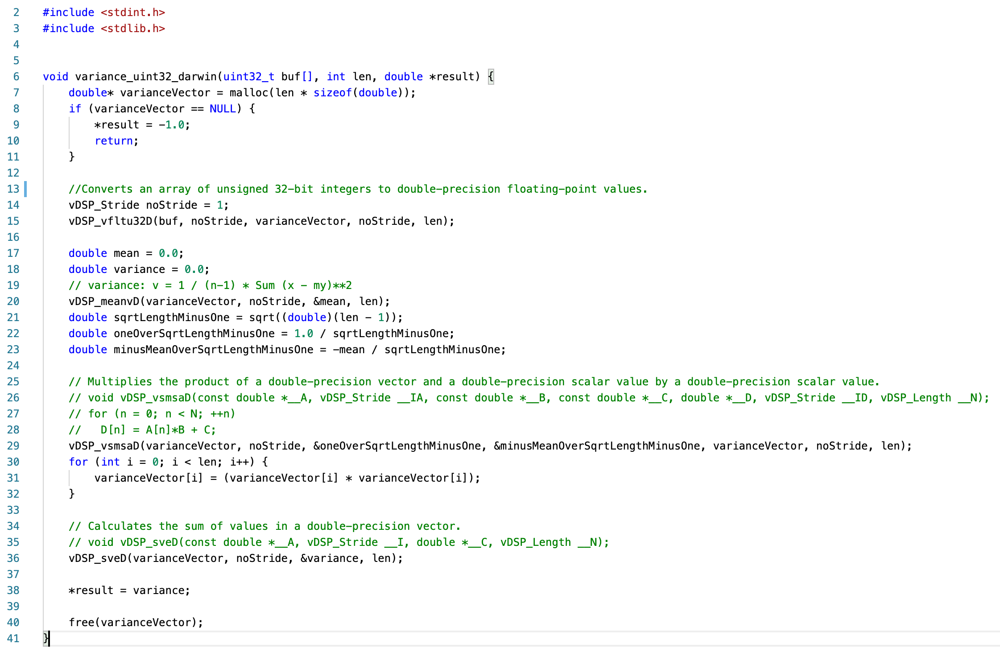 2 #include <stdint.h>
3 #include <stdlib.h>
4
5
6 void variance_uint32_darwin(uint32_t buf[], int len, double *result) {
7     double* varianceVector = malloc(len * sizeof(double));
8     if (varianceVector == NULL) {
9         *result = -1.0;
10         return;
11     }
12
13     //Converts an array of unsigned 32-bit integers to double-precision floating-point values.
14     vDSP_Stride noStride = 1;
15     vDSP_vfltu32D(buf, noStride, varianceVector, noStride, len);
16
17     double mean = 0.0;
18     double variance = 0.0;
19     // variance: v = 1 / (n-1) * Sum (x - my)**2
20     vDSP_meanvD(varianceVector, noStride, &mean, len);
21     double sqrtLengthMinusOne = sqrt((double)(len - 1));
22     double oneOverSqrtLengthMinusOne = 1.0 / sqrtLengthMinusOne;
23     double minusMeanOverSqrtLengthMinusOne = -mean / sqrtLengthMinusOne;
24
25     // Multiplies the product of a double-precision vector and a double-precision scalar value by a double-precision scalar value.
26     // void vDSP_vsmsaD(const double *__A, vDSP_Stride __IA, const double *__B, const double *__C, double *__D, vDSP_Stride __ID, vDSP_Length __N);
27     // for (n = 0; n < N; ++n)
28     //   D[n] = A[n]*B + C;
29     vDSP_vsmsaD(varianceVector, noStride, &oneOverSqrtLengthMinusOne, &minusMeanOverSqrtLengthMinusOne, varianceVector, noStride, len);
30     for (int i = 0; i < len; i++) {
31         varianceVector[i] = (varianceVector[i] * varianceVector[i]);
32     }
33
34     // Calculates the sum of values in a double-precision vector.
35     // void vDSP_sveD(const double *__A, vDSP_Stride __I, double *__C, vDSP_Length __N);
36     vDSP_sveD(varianceVector, noStride, &variance, len);
37
38     *result = variance;
39
40     free(varianceVector);
41 }